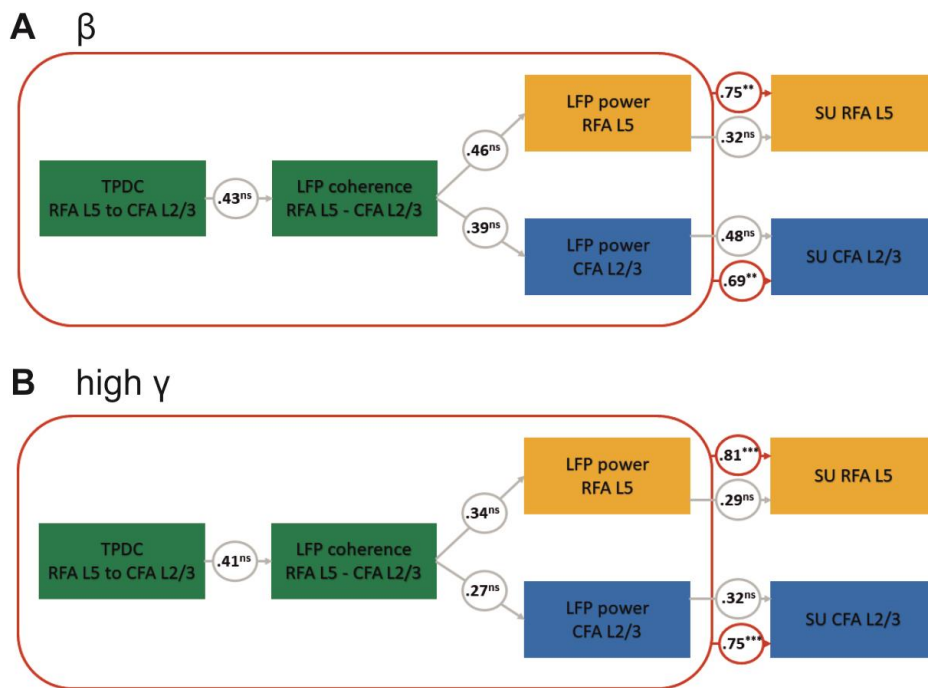 A β
LFP power
RFA L5
.75**
SU RFA L5
.32ns
.46ns
TPDC
RFA L5 to CFA L2/3
.43ns
LFP coherence
RFA L5 - CFA L2/3
.39ns
LFP power
CFA L2/3
.48ns
SU CFA L2/3
.69**
B high γ
LFP power
RFA L5
.81***
SU RFA L5
.29ns
.34ns
TPDC
RFA L5 to CFA L2/3
.41ns
LFP coherence
RFA L5 - CFA L2/3
.27ns
LFP power
CFA L2/3
.32ns
SU CFA L2/3
.75***